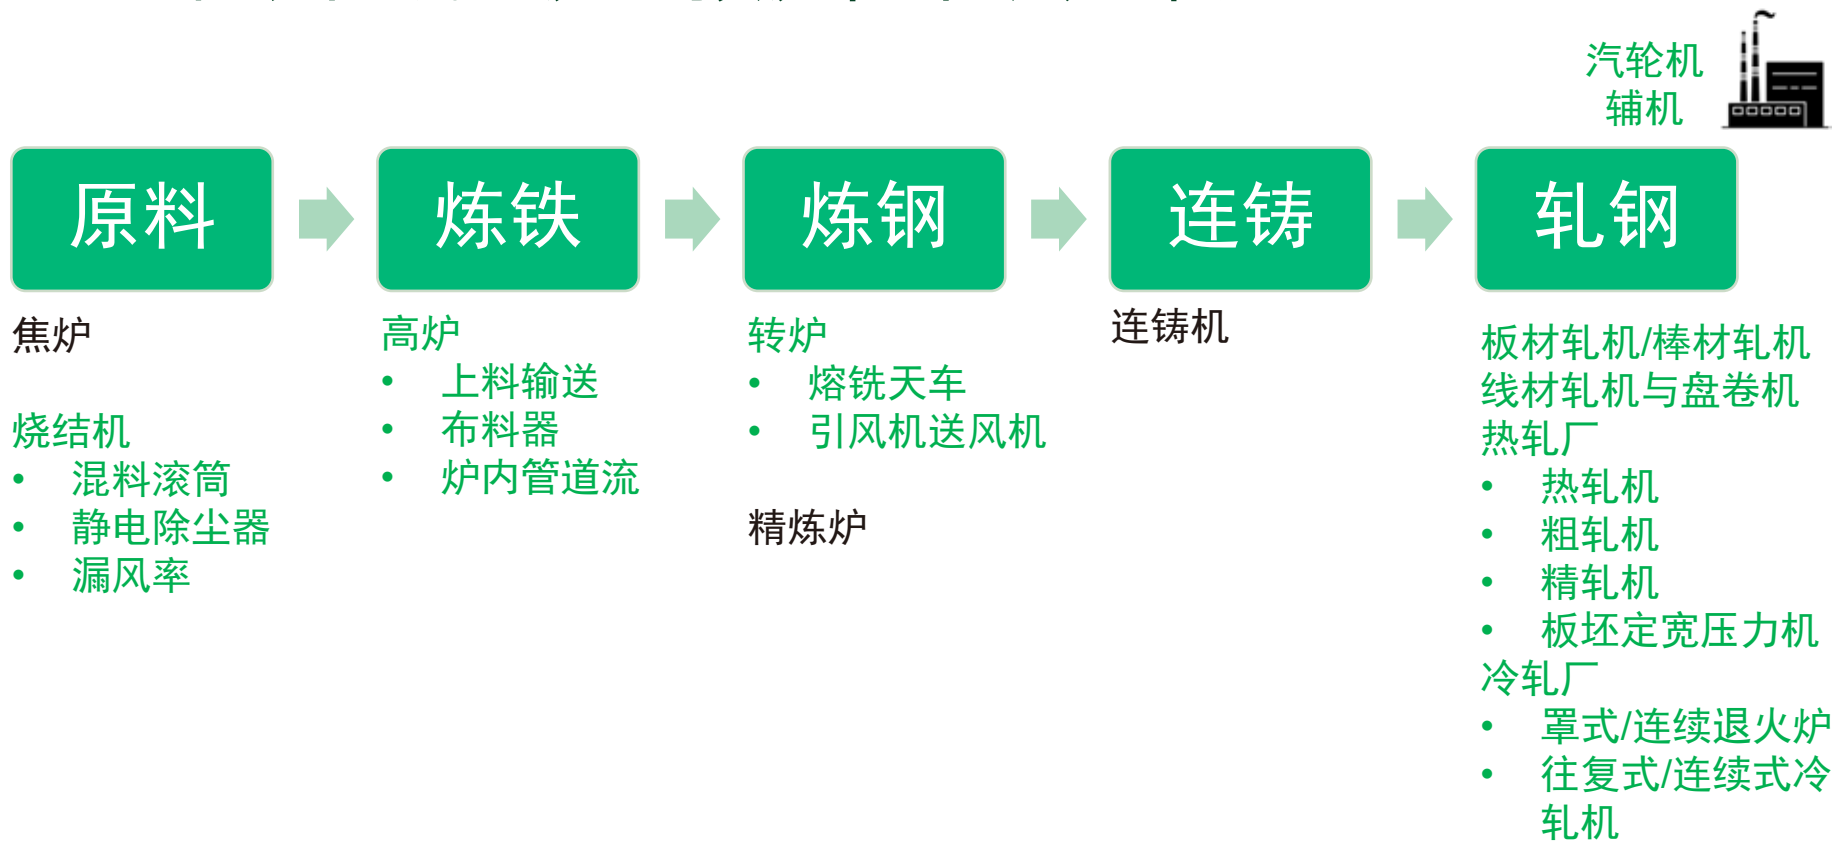 汽轮机
辅机
原料
炼铁
炼钢
连铸
轧钢
焦炉
烧结机
• 混料滚筒
• 静电除尘器
• 漏风率
高炉
• 上料输送
• 布料器
• 炉内管道流
转炉
• 熔铣天车
• 引风机送风机
精炼炉
连铸机
板材轧机/棒材轧机
线材轧机与盘卷机
热轧厂
• 热轧机
• 粗轧机
• 精轧机
• 板坯定宽压力机
冷轧厂
• 罩式/连续退火炉
• 往复式/连续式冷
轧机